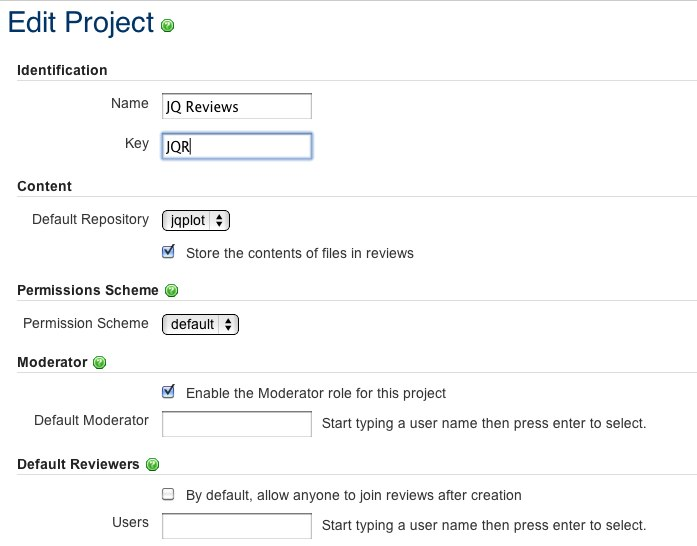 Edit Project
Identification
Name JQ Reviews
Key JQR
Content
Default Repository jqplot
Store the contents of files in reviews
Permissions Scheme
Permission Scheme default
Moderator
Enable the Moderator role for this project
Default Moderator Start typing a user name then press enter to select.
Default Reviewers
By default, allow anyone to join reviews after creation
Users Start typing a user name then press enter to select.